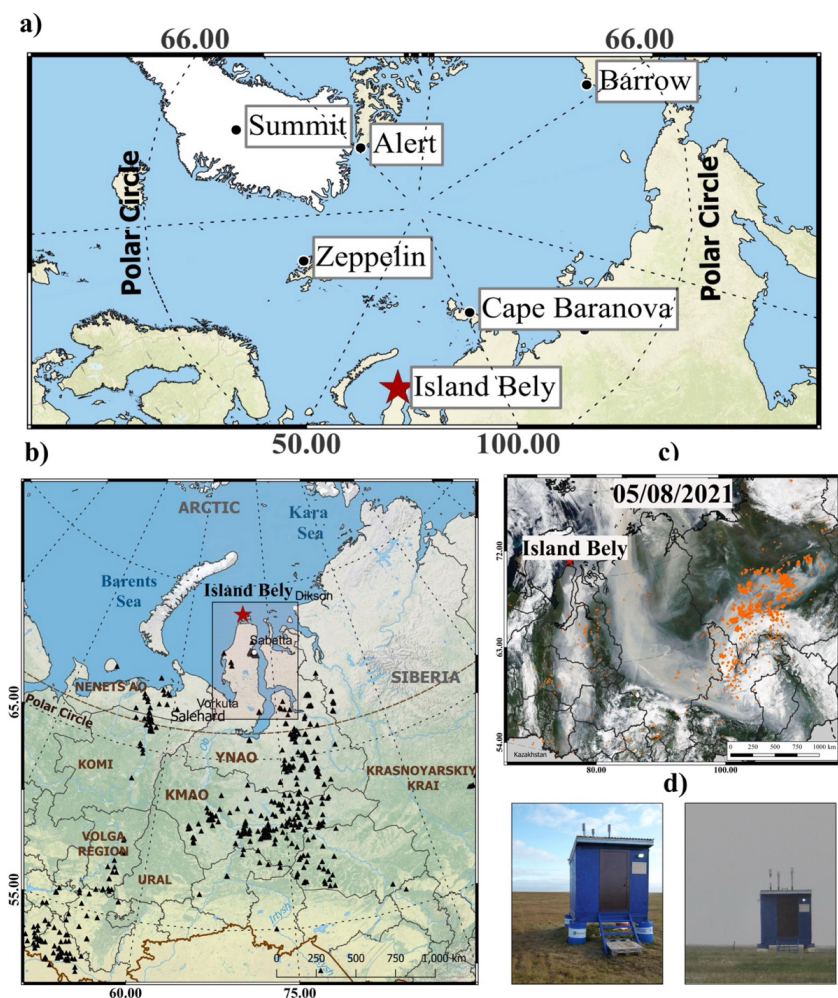 a)
66.00
66.00
Barrow
Summit
Alert
Polar Circle
Polar Circle
Zeppelin
Cape Baranova
Island Bely
50.00
100.00
b)
ARCTIC
Kara
Sea
Barents
Sea
Island Bely
Dikson
Sabatta
SIBERIA
NENETS AO
Vorkuta
Polar Circle
Salehard
65.00
YNAO
KOMI
KRASNOYARSKIY
KRAI
KMAO
VOLGA
REGION
URAL
55.00
Irtysh
0 250 500 750 1,000 km
60.00
75.00
c)
05/08/2021
Island Bely
72.00
63.00
54.00
Kazakhstan
0 250 500 750 1000 km
80.00
100.00
d)